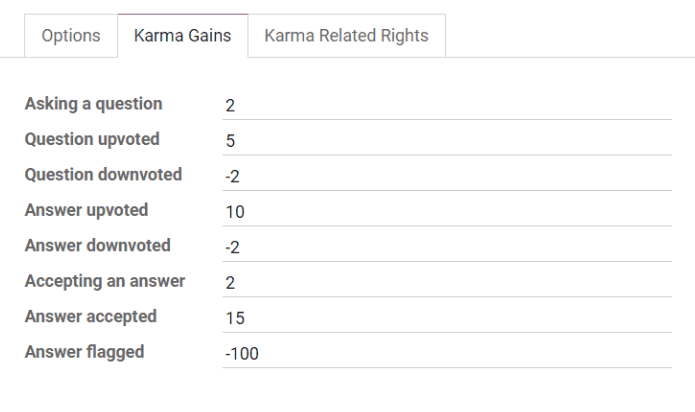 Options Karma Gains Karma Related Rights
Asking a question 2
Question upvoted 5
Question downvoted -2
Answer upvoted 10
Answer downvoted -2
Accepting an answer 2
Answer accepted 15
Answer flagged -100